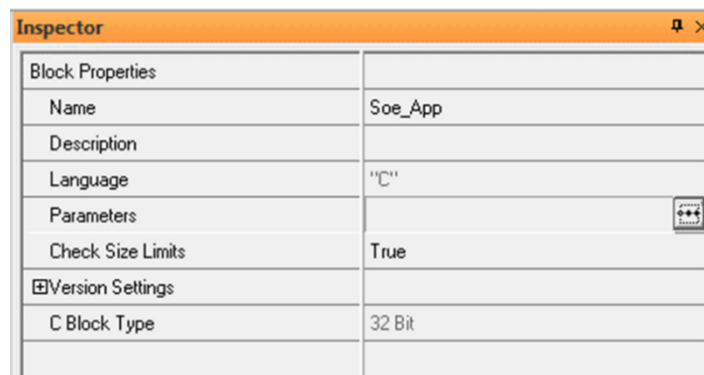 Inspector
Block Properties
Name Soe_App
Description
Language "C"
Parameters
Check Size Limits True
Version Settings
C Block Type 32 Bit